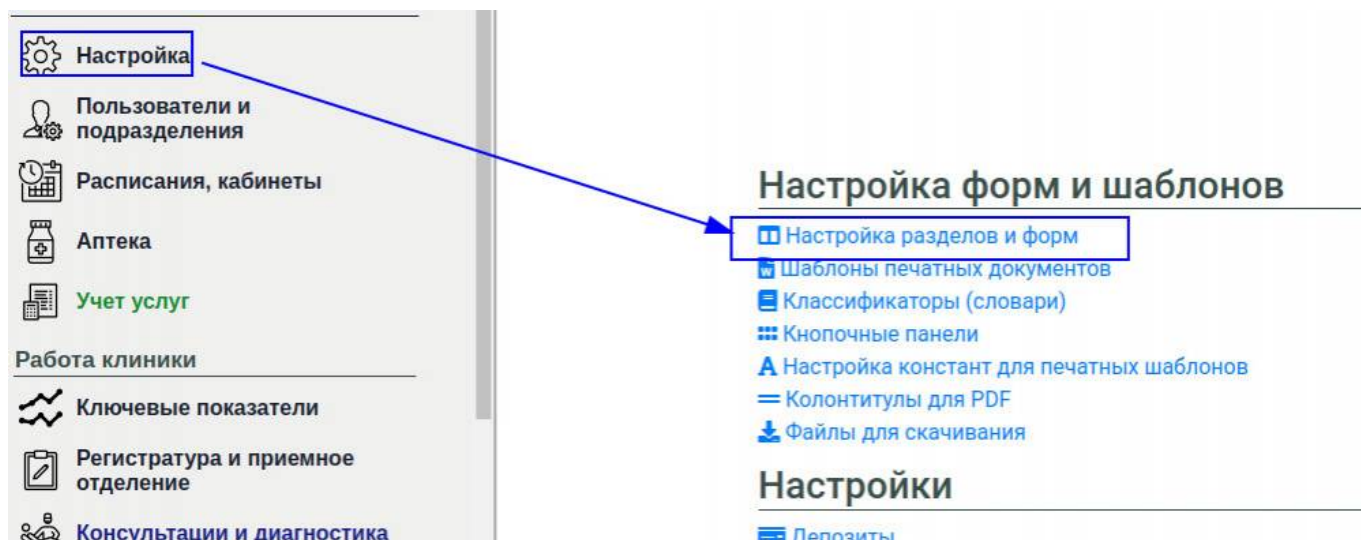 Настройка
Пользователи и
подразделения
Расписания, кабинеты
Аптека
Учет услуг
Работа клиники
Ключевые показатели
Регистратура и приемное
отделение
Консультации и диагностика
Настройка форм и шаблонов
Настройка разделов и форм
Шаблоны печатных документов
Классификаторы (словари)
Кнопочные панели
Настройка констант для печатных шаблонов
Колонтитулы для PDF
Файлы для скачивания
Настройки
Депозиты